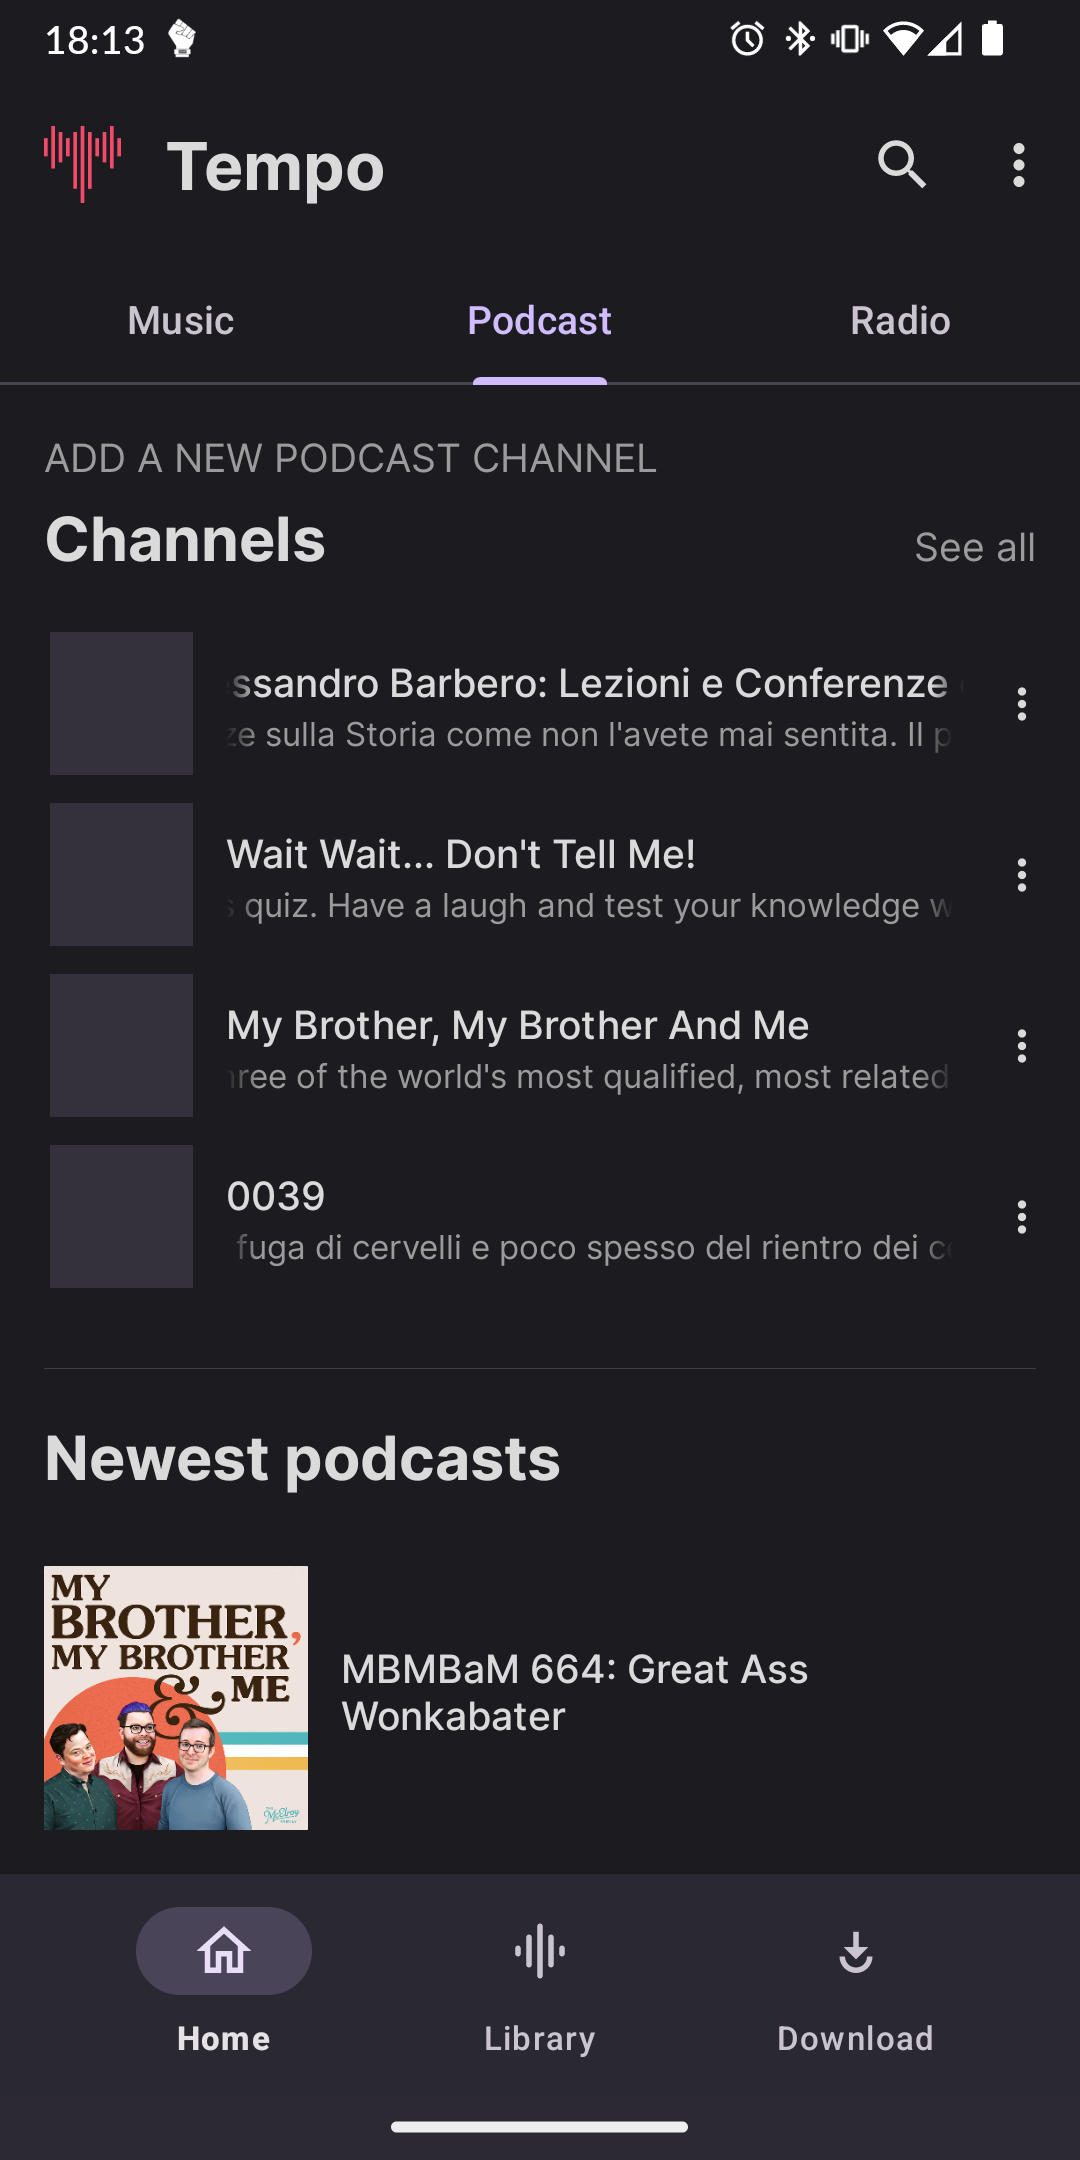 18:13
Tempo
Music Podcast Radio
ADD A NEW PODCAST CHANNEL
Channels See all
ssandro Barbero: Lezioni e Conferenze
ze sulla Storia come non l'avete mai sentita. Il p
Wait Wait... Don't Tell Me!
s quiz. Have a laugh and test your knowledge w
My Brother, My Brother And Me
hree of the world's most qualified, most related
0039
fuga di cervelli e poco spesso del rientro dei c
Newest podcasts
MY
BROTHER,
MY BROTHER
& ME
McElroy
MBMBaM 664: Great Ass
Wonkabater
Home Library Download